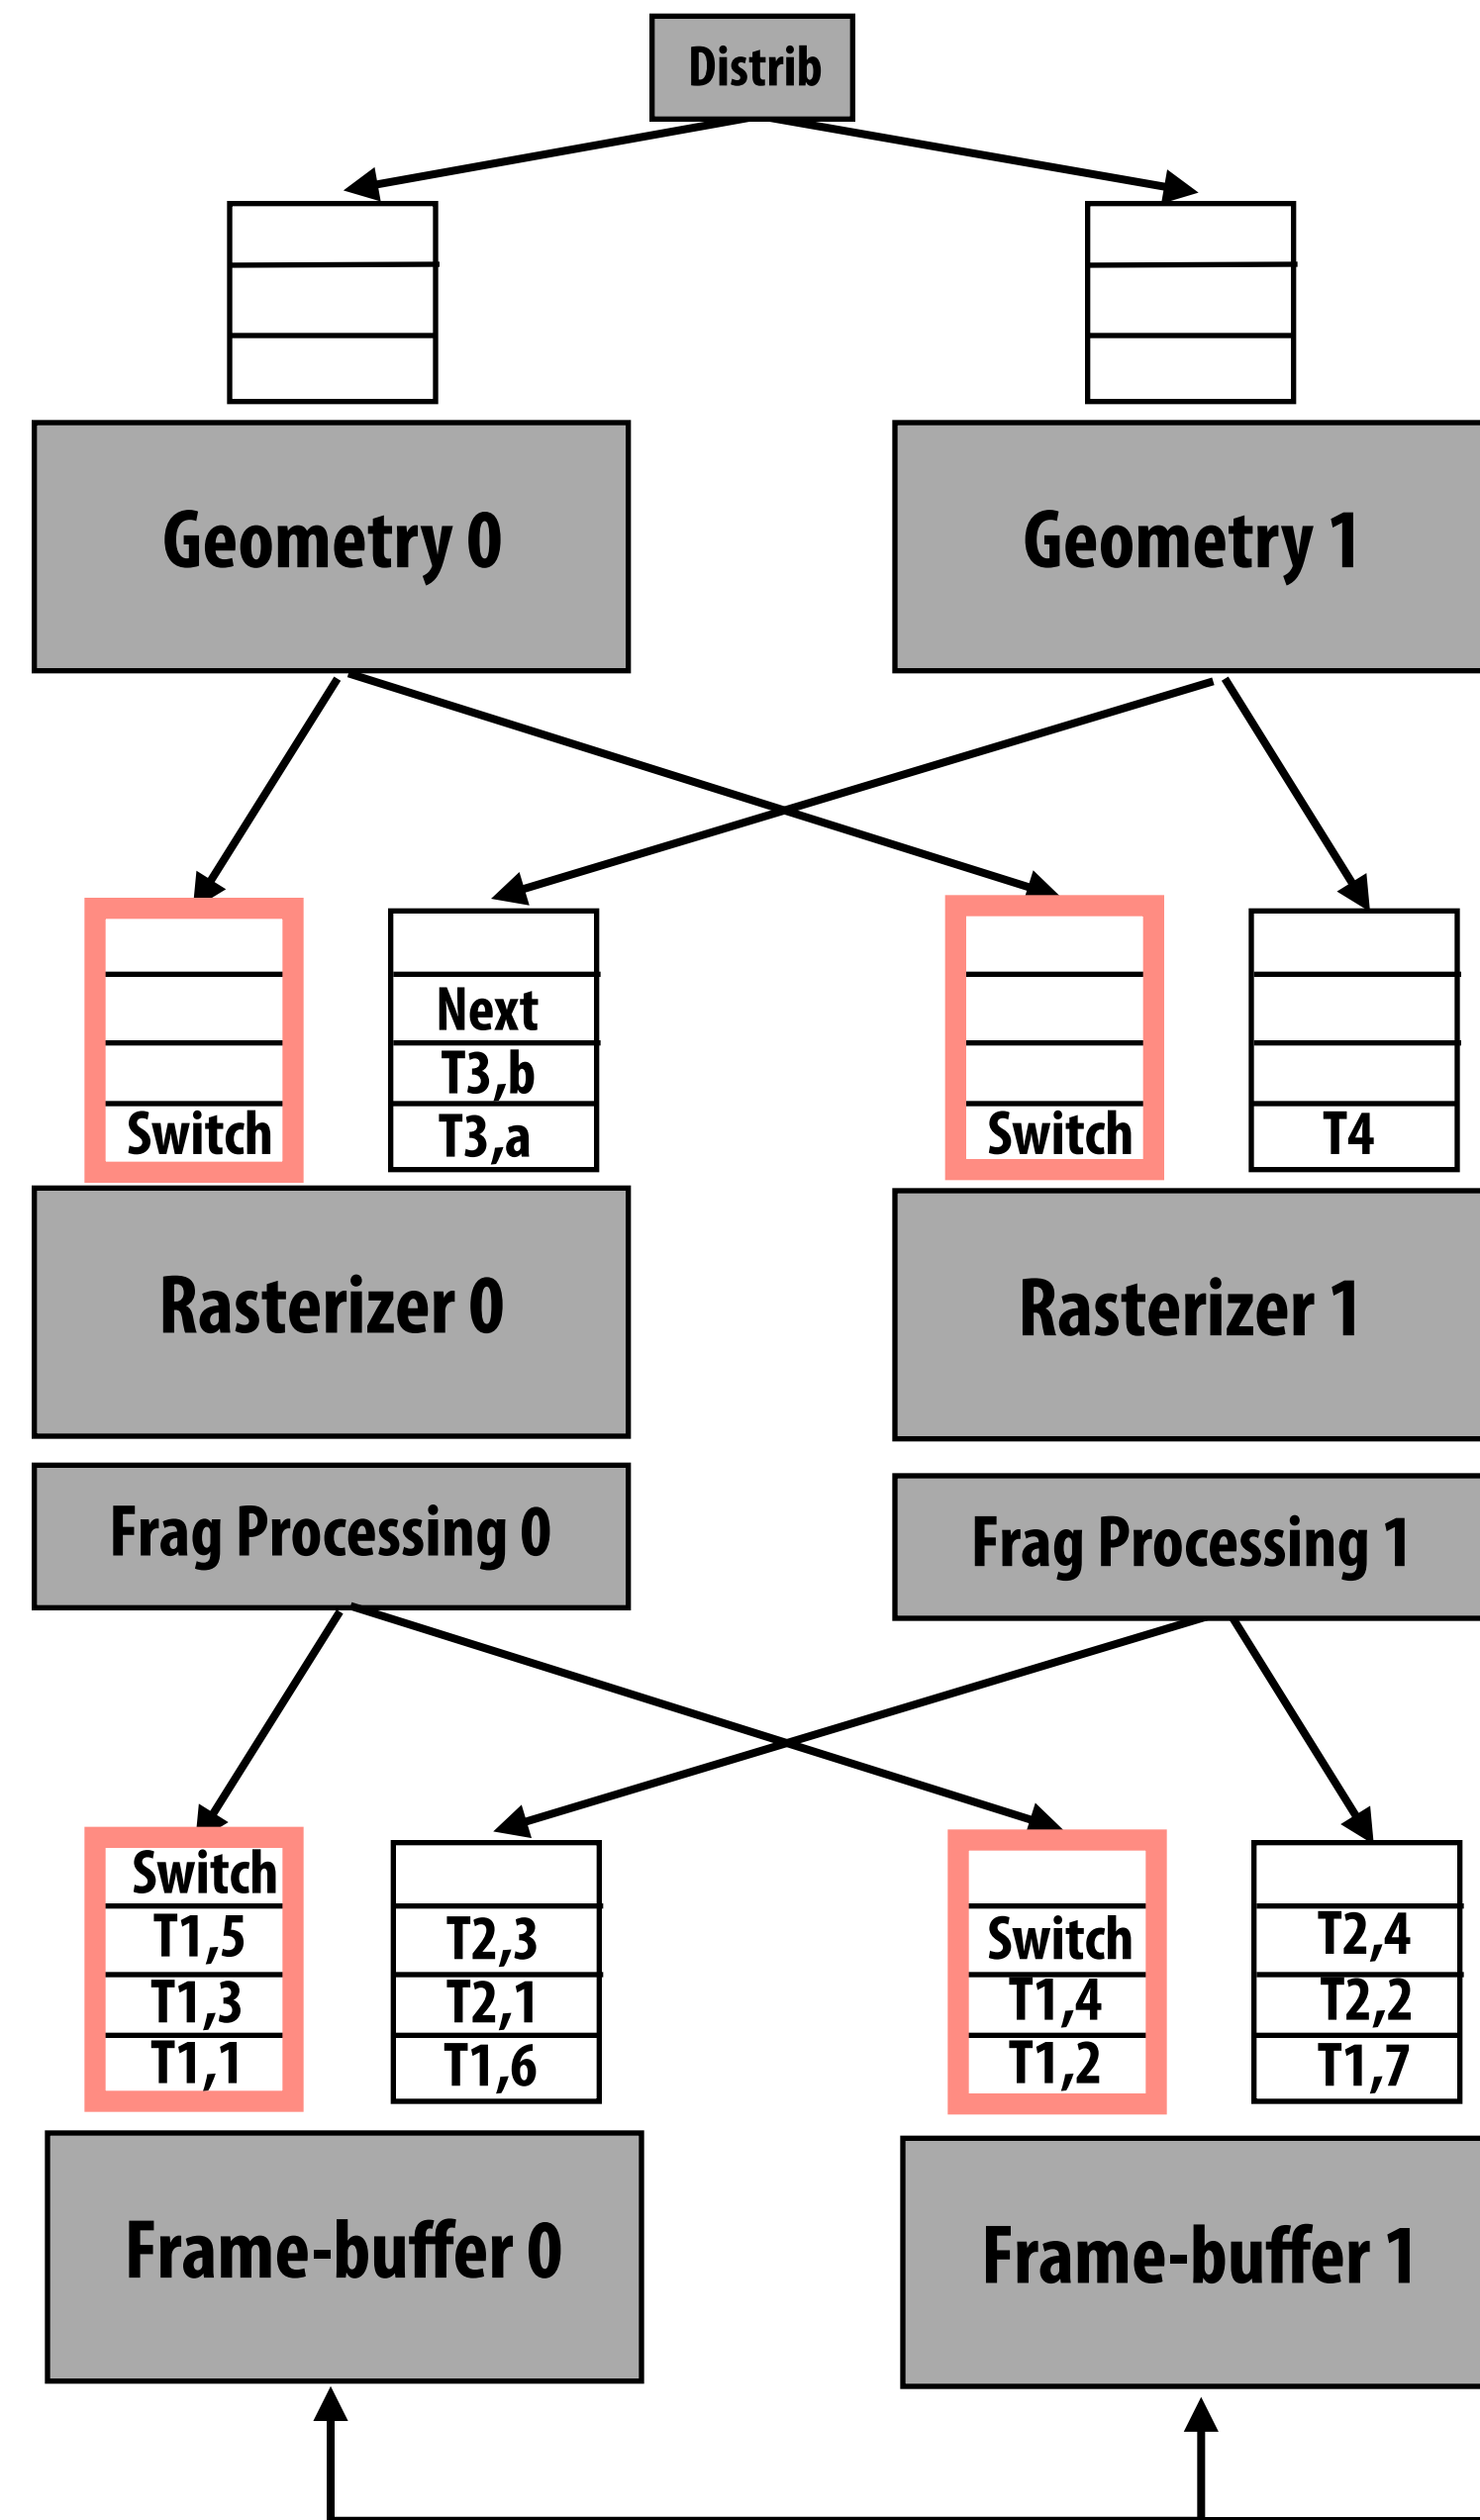 Distrib
Geometry 0
Geometry 1
Next
T3,b
Switch
T3,a
Switch
T4
Rasterizer 0
Rasterizer 1
Frag Processing 0
Frag Processing 1
Switch
T1,5
T1,3
T1,1
T2,3
T2,1
T1,6
Switch
T1,4
T1,2
T2,4
T2,2
T1,7
Frame-buffer 0
Frame-buffer 1